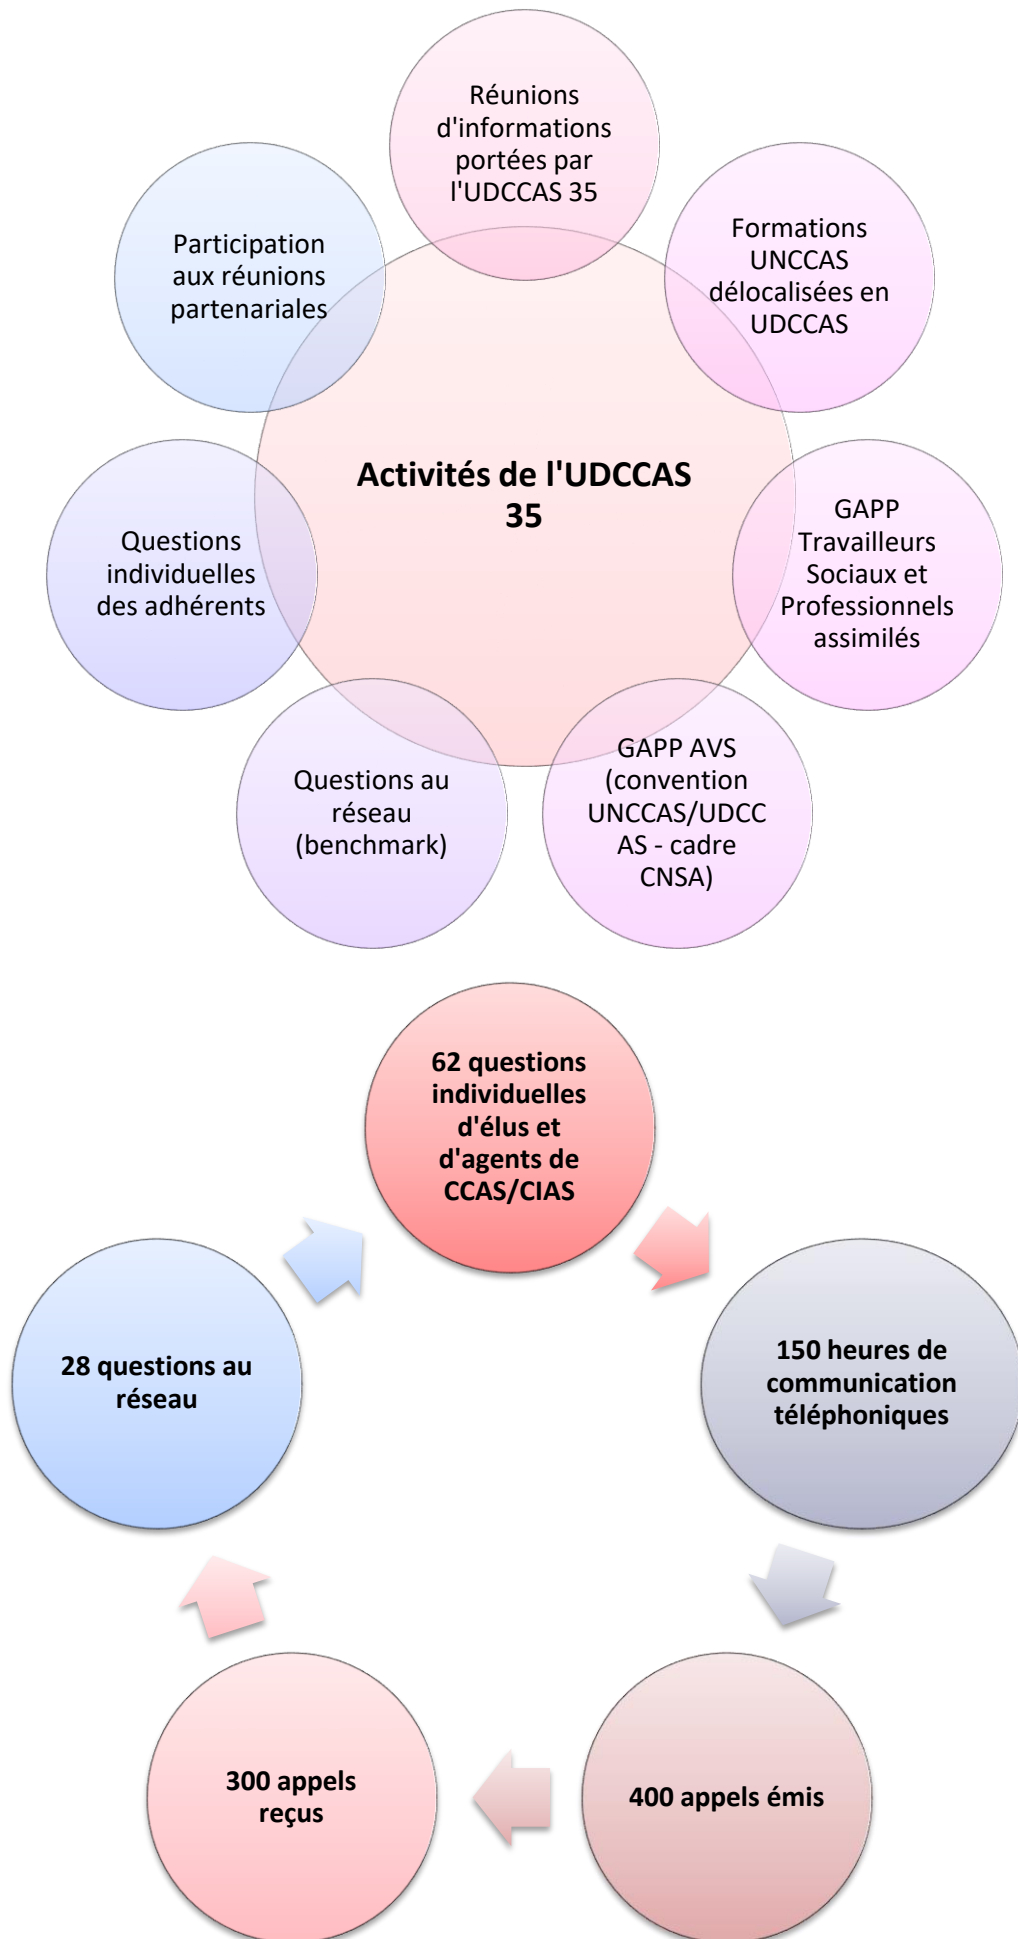 Réunions
d'informations
portées par
l'UDCCAS 35
Formations
UNCCAS
délocalisées en
UDCCAS
GAPP
Travailleurs
Sociaux et
Professionnels
assimilés
GAPP AVS
(convention
UNCCAS/UDCC
AS - cadre
CNSA)
Questions au
réseau
(benchmark)
Questions
individuelles
des adhérents
Participation
aux réunions
partenariales
Activités de l'UDCCAS
35
62 questions
individuelles
d'élus et
d'agents de
CCAS/CIAS
150 heures de
communication
téléphoniques
400 appels émis
300 appels
reçus
28 questions au
réseau